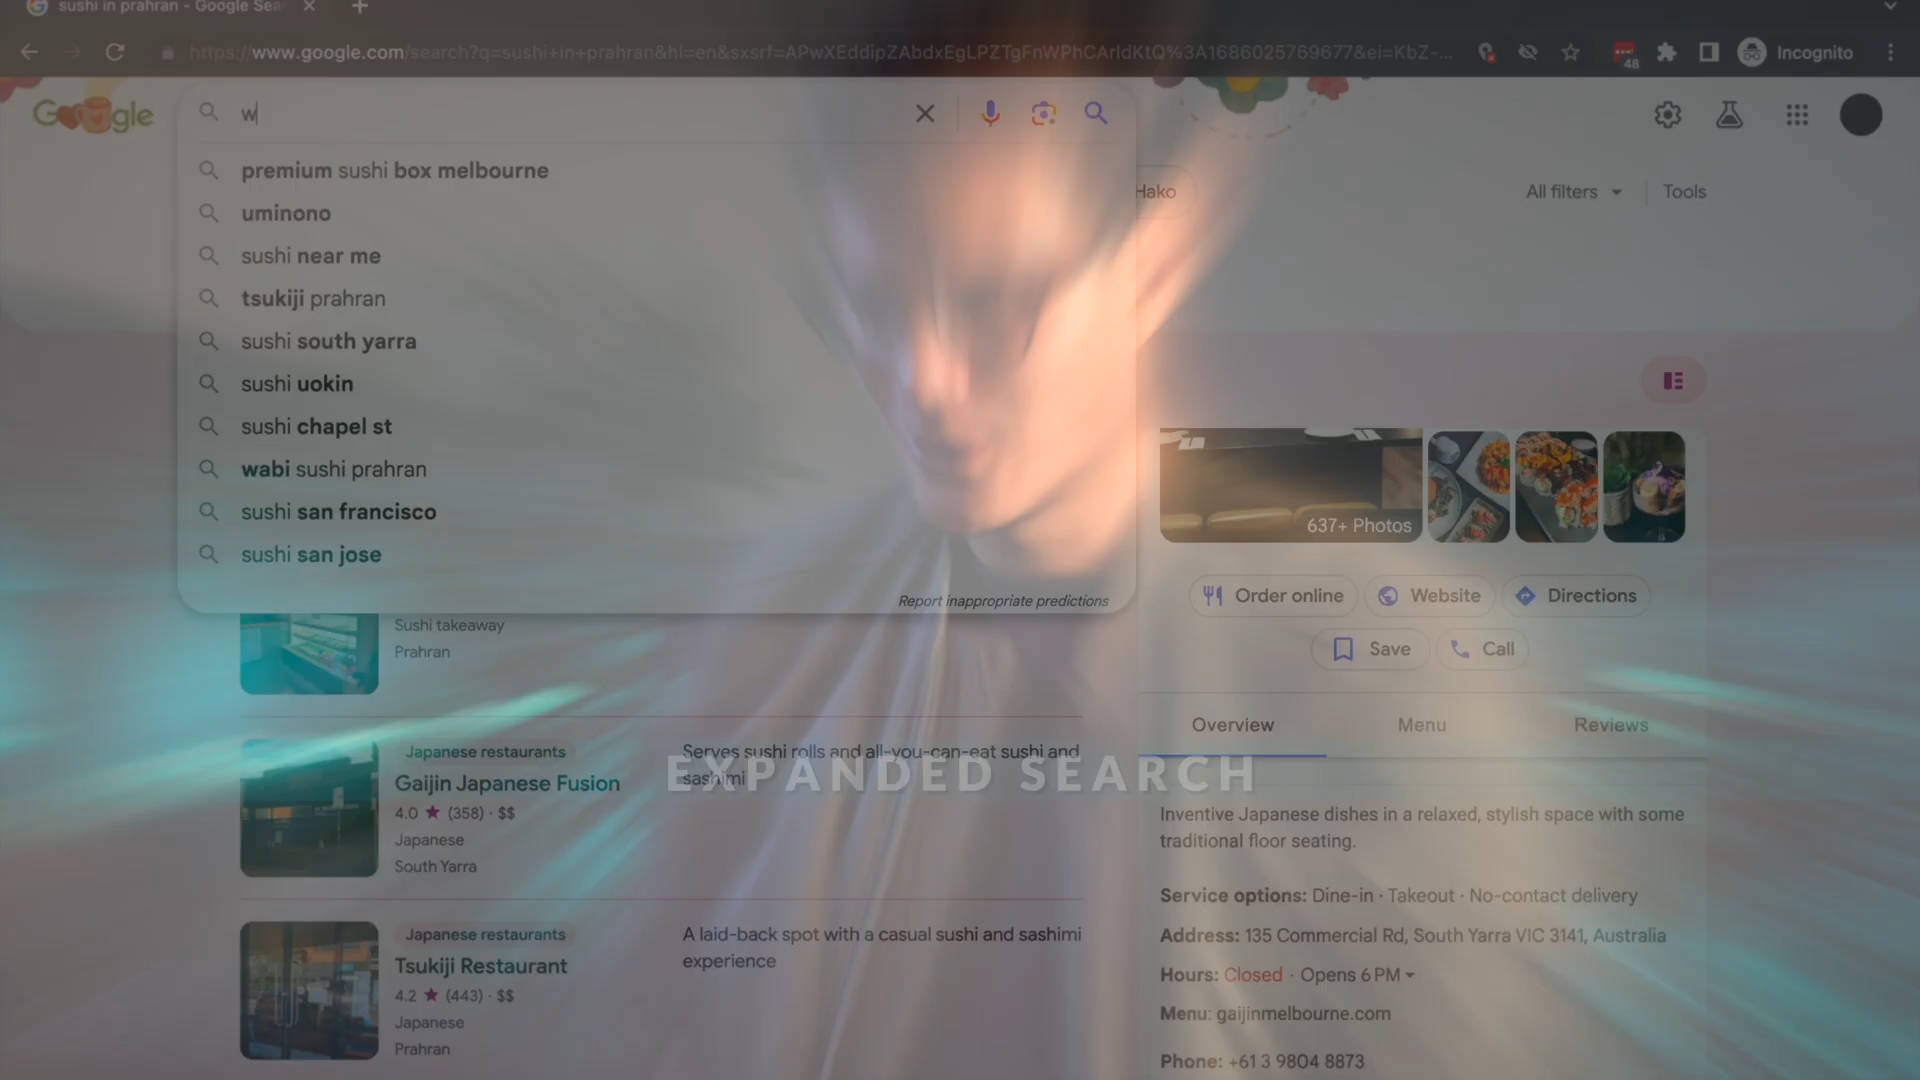 sushi in prahran - Google Sea
https://www.google.com/search?q=sushi+in+prahran&hl=en&sxsrf=APwXEddipZAbdxEgLPZTgFnWPhCArIdKtQ%3A1686025769677&ei=KbZ-...
48
Incognito
Google
w
premium sushi box melbourne
uminono
sushi near me
tsukiji prahran
sushi south yarra
sushi uokin
sushi chapel st
wabi sushi prahran
sushi san francisco
sushi san jose
Report inappropriate predictions
Hako
All filters
Tools
637+ Photos
Order online
Website
Directions
Save
Call
Overview
Menu
Reviews
Sushi takeaway
Prahran
Japanese restaurants
Gaijin Japanese Fusion
4.0 ★ (358) · $$
Japanese
South Yarra
Serves sushi rolls and all-you-can-eat sushi and
sashimi
EXPANDED SEARCH
Japanese restaurants
Tsukiji Restaurant
4.2 ★ (443) · $$
Japanese
Prahran
A laid-back spot with a casual sushi and sashimi
experience
Inventive Japanese dishes in a relaxed, stylish space with some
traditional floor seating.
Service options: Dine-in · Takeout · No-contact delivery
Address: 135 Commercial Rd, South Yarra VIC 3141, Australia
Hours: Closed · Opens 6 PM
Menu: gaijinmelbourne.com
Phone: +61 3 9804 8873